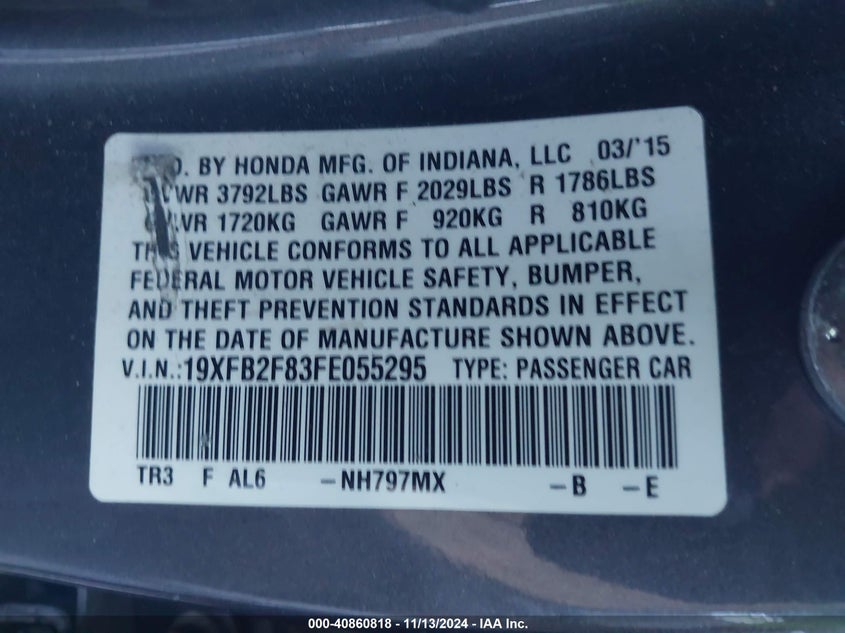 BY HONDA MFG. OF INDIANA, LLC 03/'15
3792LBS GAWR F 2029LBS R 1786LBS
1720KG GAWR F 920KG R 810KG
THIS VEHICLE CONFORMS TO ALL APPLICABLE
FEDERAL MOTOR VEHICLE SAFETY, BUMPER,
AND THEFT PREVENTION STANDARDS IN EFFECT
ON THE DATE OF MANUFACTURE SHOWN ABOVE.
V.I.N.:19XFB2F83FE055295 TYPE: PASSENGER CAR
TR3 F AL6 -NH797MX -B -E
000-40860818 - 11/13/2024 - IAA Inc.